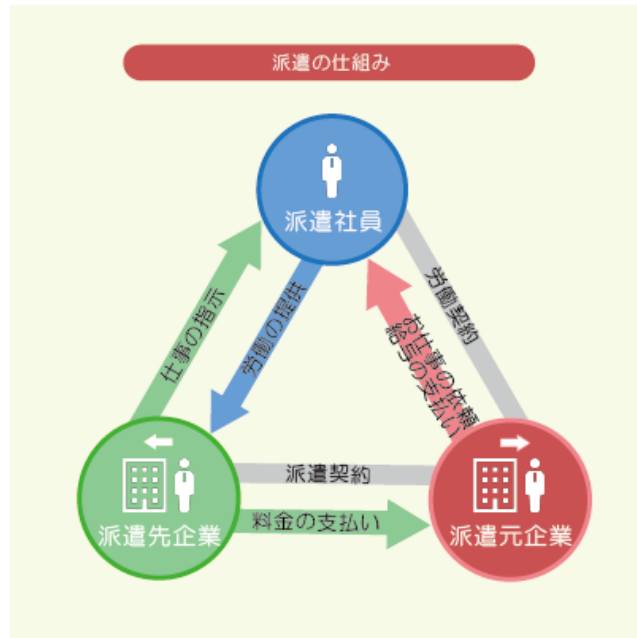 派遣の仕組み
派遣社員
仕事の指示
労働の提供
お仕事の依頼
給与の支払い
労働契約
派遣契約
料金の支払い
派遣先企業
派遣元企業